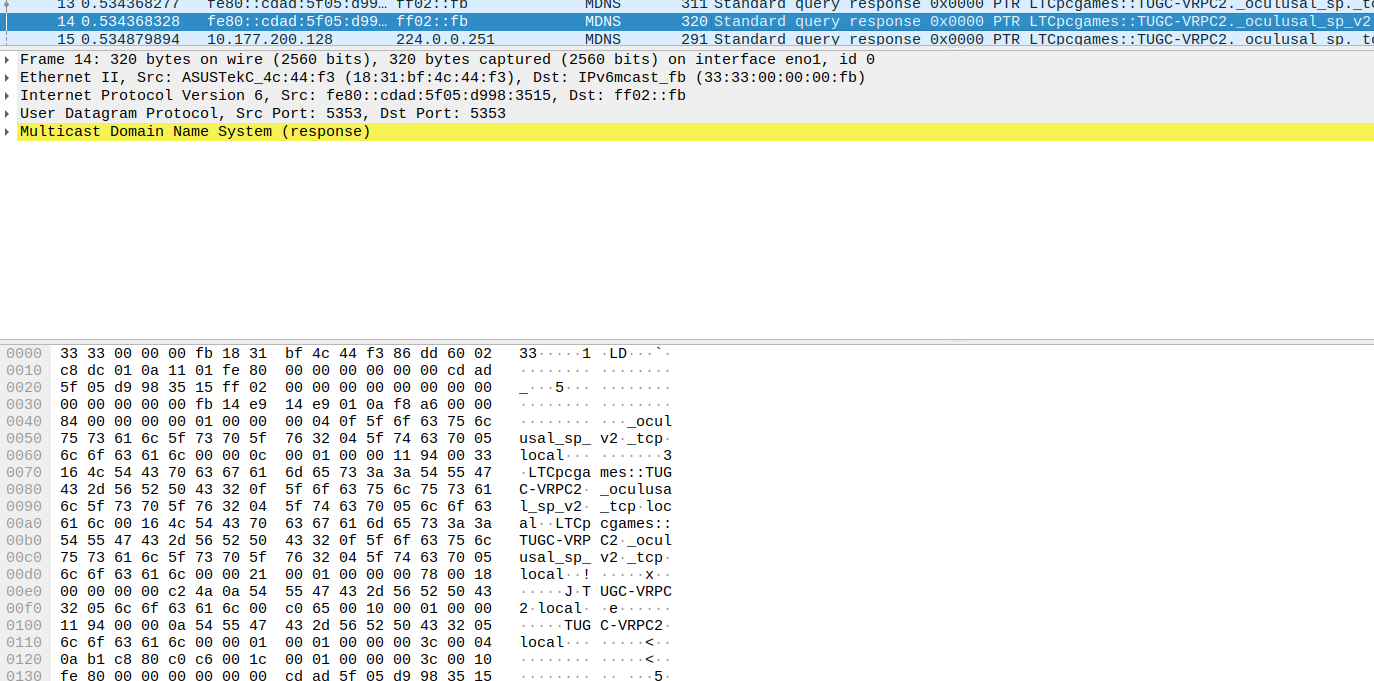 13 0.534368277 fe80::cdad:5f05:d99… ff02::fb MDNS 311 Standard query response 0x0000 PTR LTCpcgames::TUGC-VRPC2._oculusal_sp._tc
14 0.534368328 fe80::cdad:5f05:d99… ff02::fb MDNS 320 Standard query response 0x0000 PTR LTCpcgames::TUGC-VRPC2._oculusal_sp_v2
15 0.534879894 10.177.200.128 224.0.0.251 MDNS 291 Standard query response 0x0000 PTR LTCpcgames::TUGC-VRPC2._oculusal_sp._tc
Frame 14: 320 bytes on wire (2560 bits), 320 bytes captured (2560 bits) on interface eno1, id 0
Ethernet II, Src: ASUSTekC_4c:44:f3 (18:31:bf:4c:44:f3), Dst: IPv6mcast_fb (33:33:00:00:00:fb)
Internet Protocol Version 6, Src: fe80::cdad:5f05:d998:3515, Dst: ff02::fb
User Datagram Protocol, Src Port: 5353, Dst Port: 5353
Multicast Domain Name System (response)
0000 33 33 00 00 00 fb 18 31 bf 4c 44 f3 86 dd 60 02 33·····1 ·LD···`·
0010 c8 dc 01 0a 11 01 fe 80 00 00 00 00 00 00 cd ad ········ ········
0020 5f 05 d9 98 35 15 ff 02 00 00 00 00 00 00 00 00 _···5··· ········
0030 00 00 00 00 00 fb 14 e9 14 e9 01 0a f8 a6 00 00 ········ ········
0040 84 00 00 00 00 01 00 00 00 04 0f 5f 6f 63 75 6c ········ ···_ocul
0050 75 73 61 6c 5f 73 70 5f 76 32 04 5f 74 63 70 05 usal_sp_ v2·_tcp·
0060 6c 6f 63 61 6c 00 00 0c 00 01 00 00 11 94 00 33 local··· ·······3
0070 16 4c 54 43 70 63 67 61 6d 65 73 3a 3a 54 55 47 ·LTCpcga mes::TUG
0080 43 2d 56 52 50 43 32 0f 5f 6f 63 75 6c 75 73 61 C-VRPC2· _oculusa
0090 6c 5f 73 70 5f 76 32 04 5f 74 63 70 05 6c 6f 63 l_sp_v2· _tcp·loc
00a0 61 6c 00 16 4c 54 43 70 63 67 61 6d 65 73 3a 3a al··LTCp cgames::
00b0 54 55 47 43 2d 56 52 50 43 32 0f 5f 6f 63 75 6c TUGC-VRP C2·_ocul
00c0 75 73 61 6c 5f 73 70 5f 76 32 04 5f 74 63 70 05 usal_sp_ v2·_tcp·
00d0 6c 6f 63 61 6c 00 00 21 00 01 00 00 00 78 00 18 local··! ·····x··
00e0 00 00 00 00 c2 4a 0a 54 55 47 43 2d 56 52 50 43 ·····J·T UGC-VRPC
00f0 32 05 6c 6f 63 61 6c 00 c0 65 00 10 00 01 00 00 2·local· ·e······
0100 11 94 00 00 0a 54 55 47 43 2d 56 52 50 43 32 05 ·····TUG C-VRPC2·
0110 6c 6f 63 61 6c 00 00 01 00 01 00 00 00 3c 00 04 local··· ·····<··
0120 0a b1 c8 80 c0 c6 00 1c 00 01 00 00 00 3c 00 10 ········ ·····<··
0130 fe 80 00 00 00 00 00 00 cd ad 5f 05 d9 98 35 15 ········ ·· ···5·